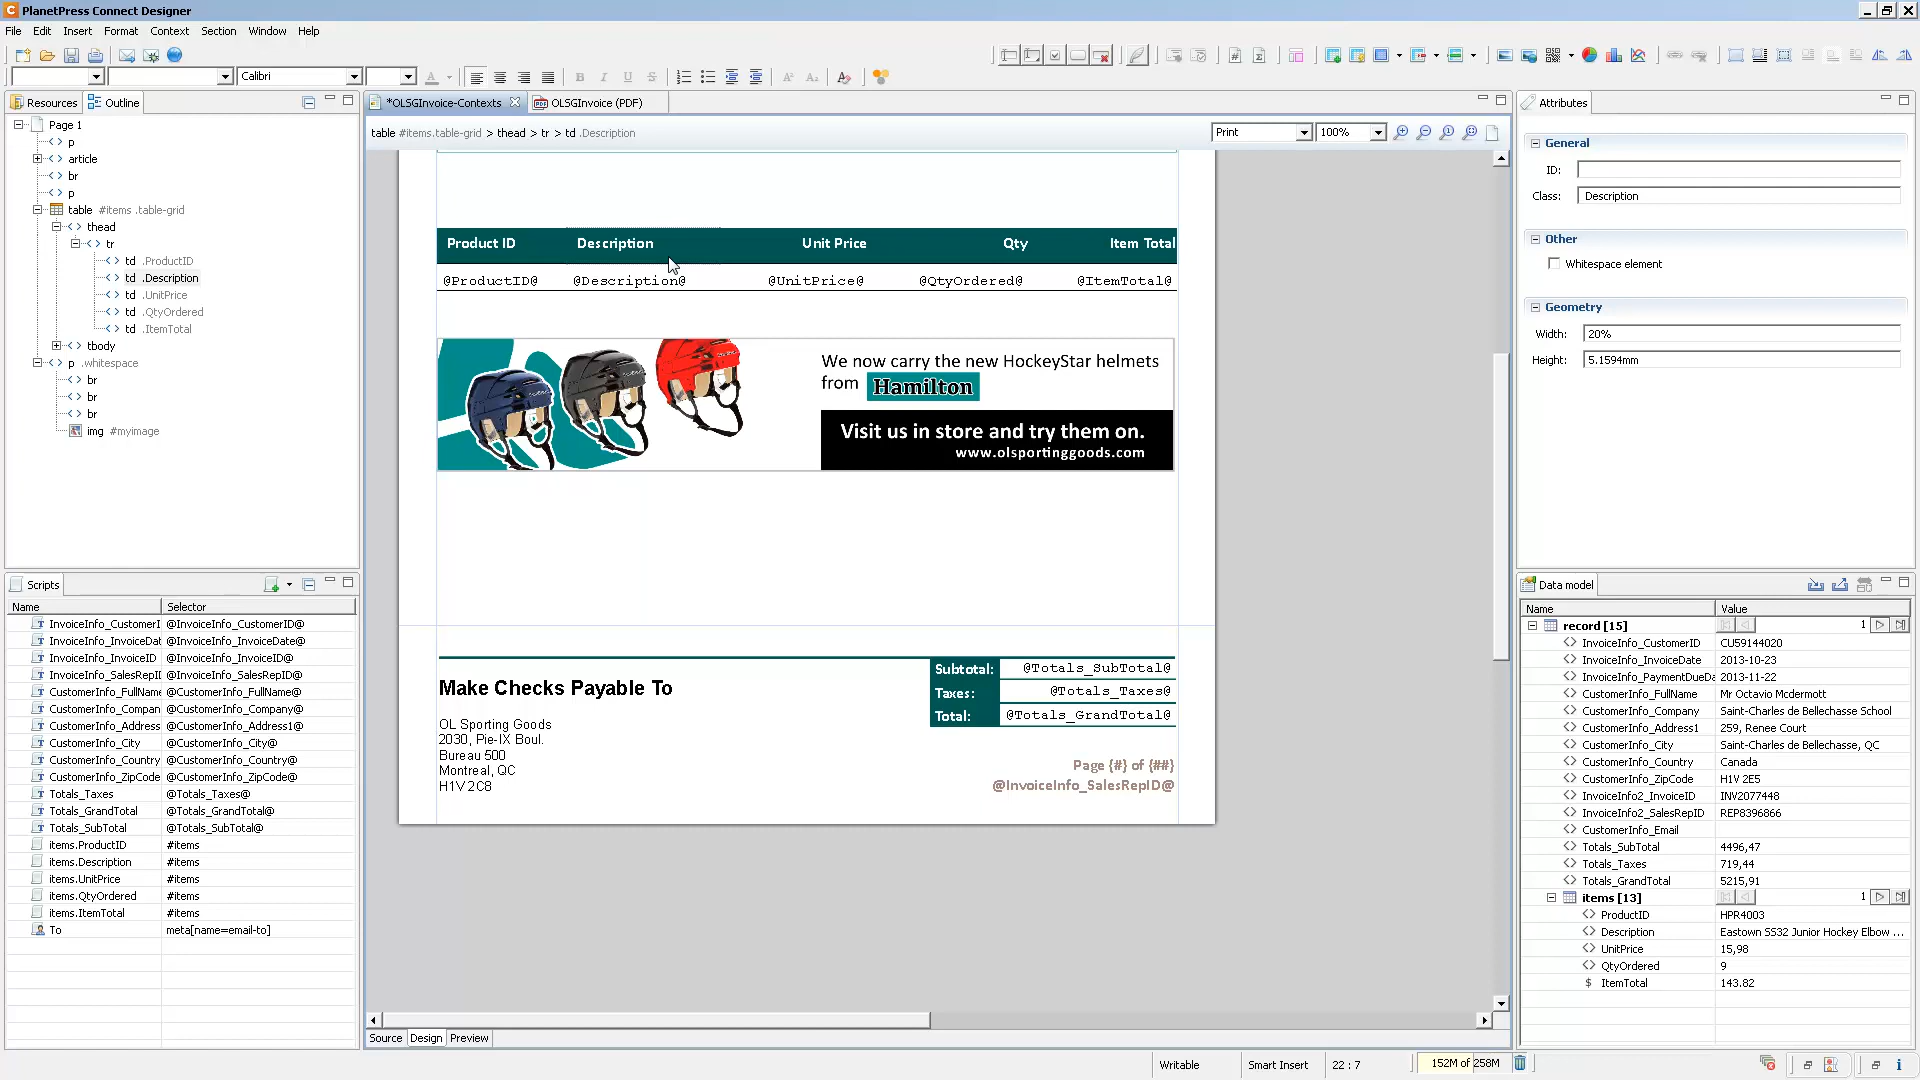 PlanetPress Connect Designer
File Edit Insert Format Context Section Window Help
Calibri
Resources Outline
*OLSGInvoice-Contexts OLSGInvoice (PDF)
Attributes
table #items.table-grid > thead > tr > td .Description
Print 100%
Page 1
p
article
br
p
table #items .table-grid
thead
tr
td .ProductID
td .Description
td .UnitPrice
td .QtyOrdered
td .ItemTotal
tbody
p .whitespace
br
br
br
img #myimage
Product ID Description Unit Price Qty Item Total
@ProductID@ @Description@ @UnitPrice@ @QtyOrdered@ @ItemTotal@
We now carry the new HockeyStar helmets
from Hamilton
Visit us in store and try them on.
www.olsportinggoods.com
Make Checks Payable To
OL Sporting Goods
2030, Pie-IX Boul.
Bureau 500
Montreal, QC
H1V 2C8
Subtotal: @Totals_SubTotal@
Taxes: @Totals_Taxes@
Total: @Totals_GrandTotal@
Page {#} of {##}
@InvoiceInfo_SalesRepID@
Source Design Preview
General
ID:
Class: Description
Other
Whitespace element
Geometry
Width: 20%
Height: 5.1594mm
Scripts
Name Selector
InvoiceInfo_CustomerI @InvoiceInfo_CustomerID@
InvoiceInfo_InvoiceDat @InvoiceInfo_InvoiceDate@
InvoiceInfo_InvoiceID @InvoiceInfo_InvoiceID@
InvoiceInfo_SalesRepI @InvoiceInfo_SalesRepID@
CustomerInfo_FullName @CustomerInfo_FullName@
CustomerInfo_Compan @CustomerInfo_Company@
CustomerInfo_Address @CustomerInfo_Address1@
CustomerInfo_City @CustomerInfo_City@
CustomerInfo_Country @CustomerInfo_Country@
CustomerInfo_ZipCode @CustomerInfo_ZipCode@
Totals_Taxes @Totals_Taxes@
Totals_GrandTotal @Totals_GrandTotal@
Totals_SubTotal @Totals_SubTotal@
items.ProductID #items
items.Description #items
items.UnitPrice #items
items.QtyOrdered #items
items.ItemTotal #items
To meta[name=email-to]
Data model
Name Value
record [15] 1
InvoiceInfo_CustomerID CU59144020
InvoiceInfo_InvoiceDate 2013-10-23
InvoiceInfo_PaymentDueDa 2013-11-22
CustomerInfo_FullName Mr Octavio Mcdermott
CustomerInfo_Company Saint-Charles de Bellechasse School
CustomerInfo_Address1 259, Renee Court
CustomerInfo_City Saint-Charles de Bellechasse, QC
CustomerInfo_Country Canada
CustomerInfo_ZipCode H1V 2E5
InvoiceInfo2_InvoiceID INV2077448
InvoiceInfo2_SalesRepID REP8396866
CustomerInfo_Email
Totals_SubTotal 4496,47
Totals_Taxes 719,44
Totals_GrandTotal 5215,91
items [13] 1
ProductID HPR4003
Description Eastown SS32 Junior Hockey Elbow ...
UnitPrice 15,98
QtyOrdered 9
$ ItemTotal 143.82
Writable Smart Insert 22 : 7 152M of 258M